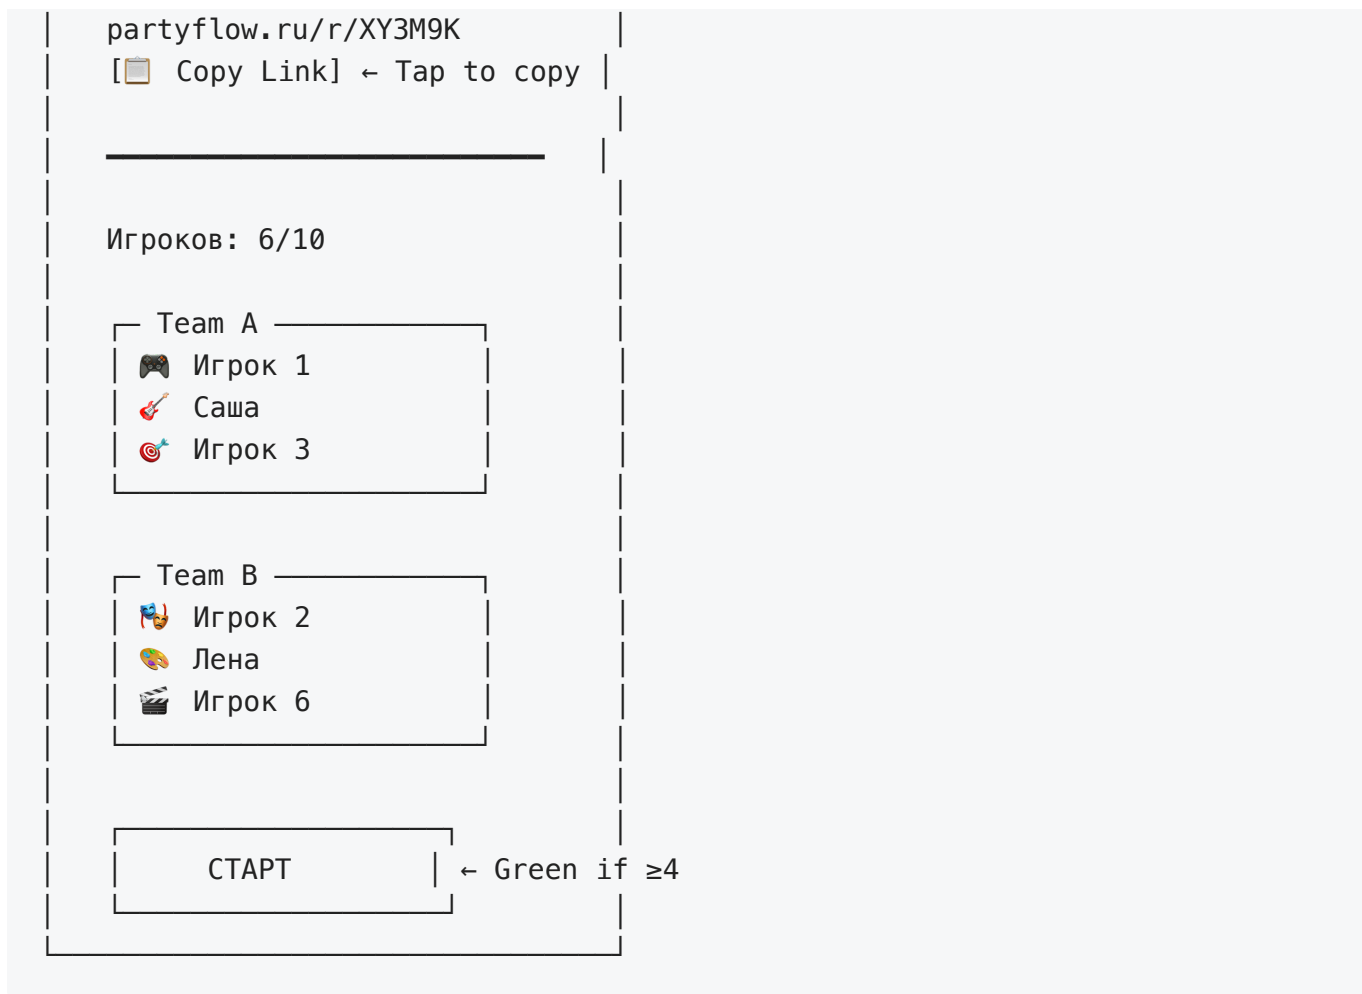 partyflow.ru/r/XY3M9K
[📋 Copy Link] ← Tap to copy
Игроков: 6/10
Team A
🎮 Игрок 1
🎸 Саша
🎯 Игрок 3
Team B
🎭 Игрок 2
🎨 Лена
🎬 Игрок 6
СТАРТ ← Green if ≥4